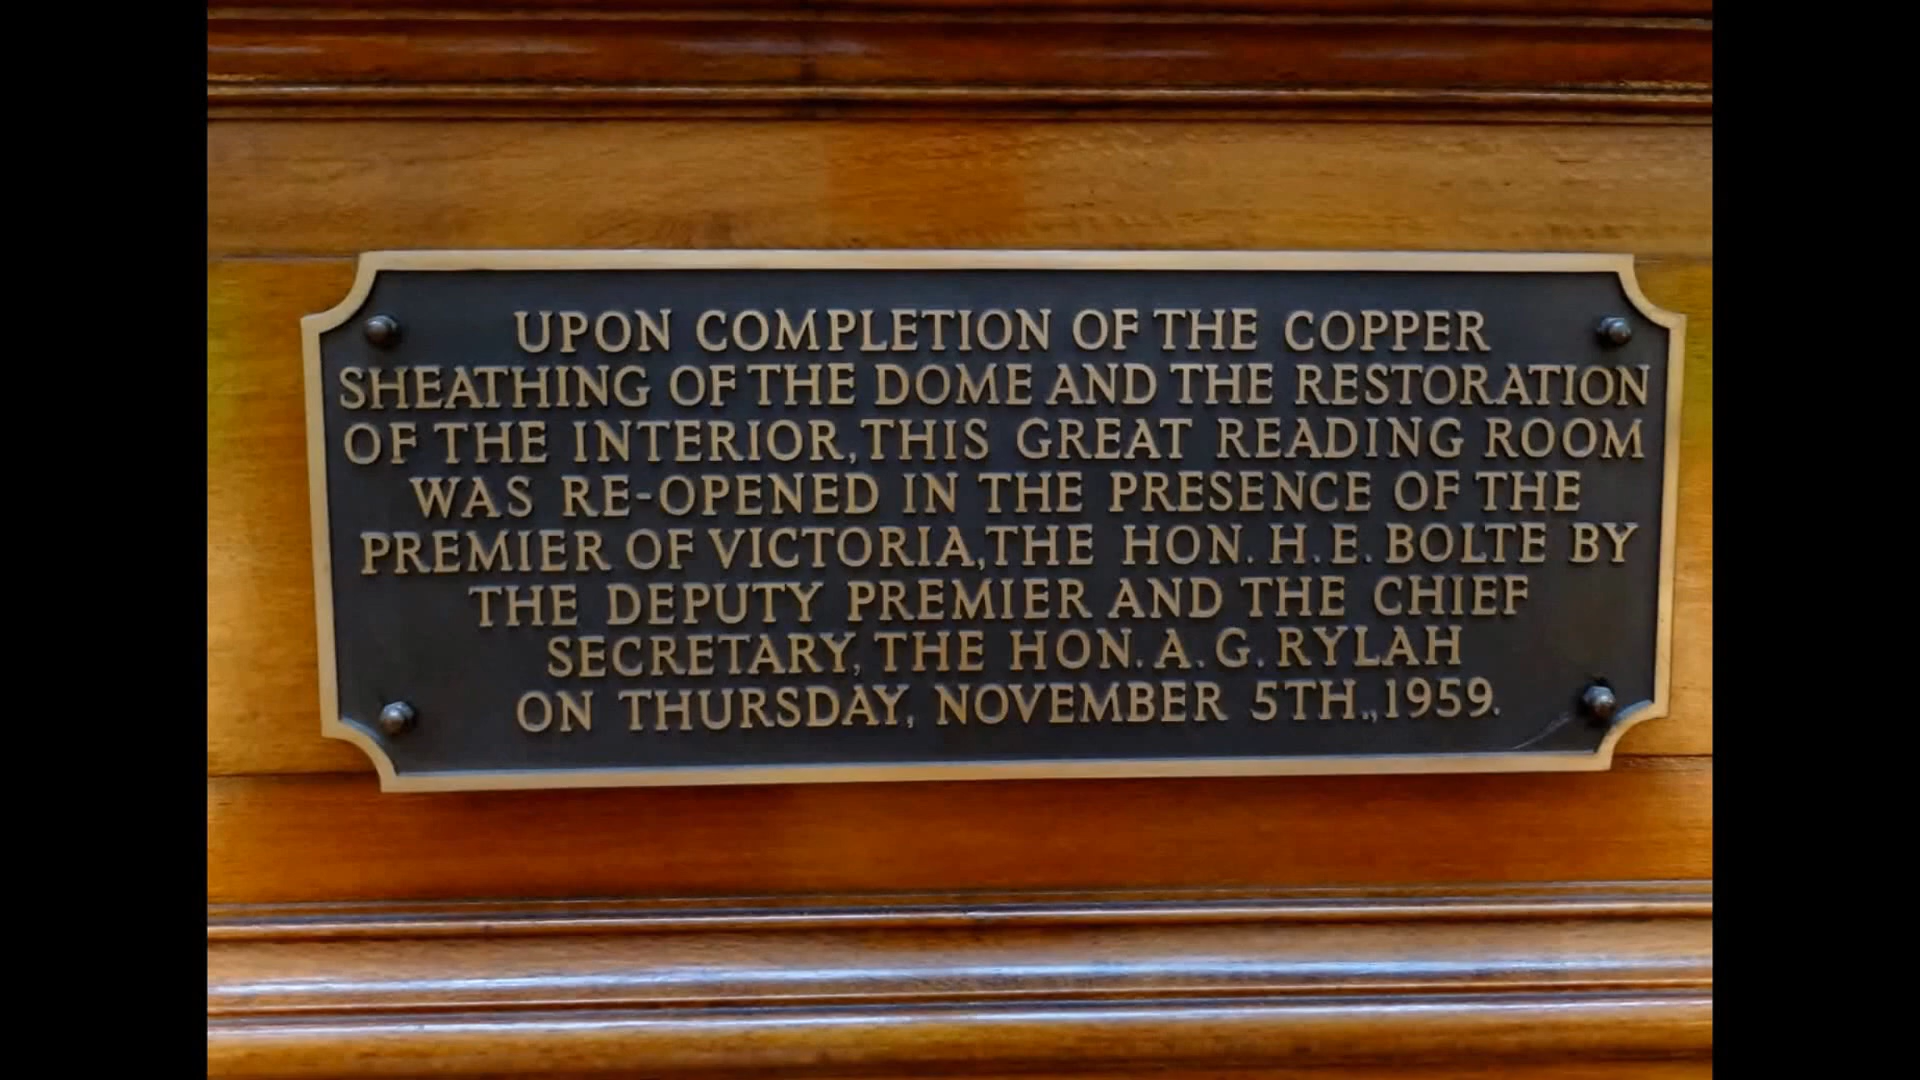 UPON COMPLETION OF THE COPPER
SHEATHING OF THE DOME AND THE RESTORATION
OF THE INTERIOR, THIS GREAT READING ROOM
WAS RE-OPENED IN THE PRESENCE OF THE
PREMIER OF VICTORIA, THE HON. H. E. BOLTE BY
THE DEPUTY PREMIER AND THE CHIEF
SECRETARY, THE HON. A. G. RYLAH
ON THURSDAY, NOVEMBER 5TH., 1959.